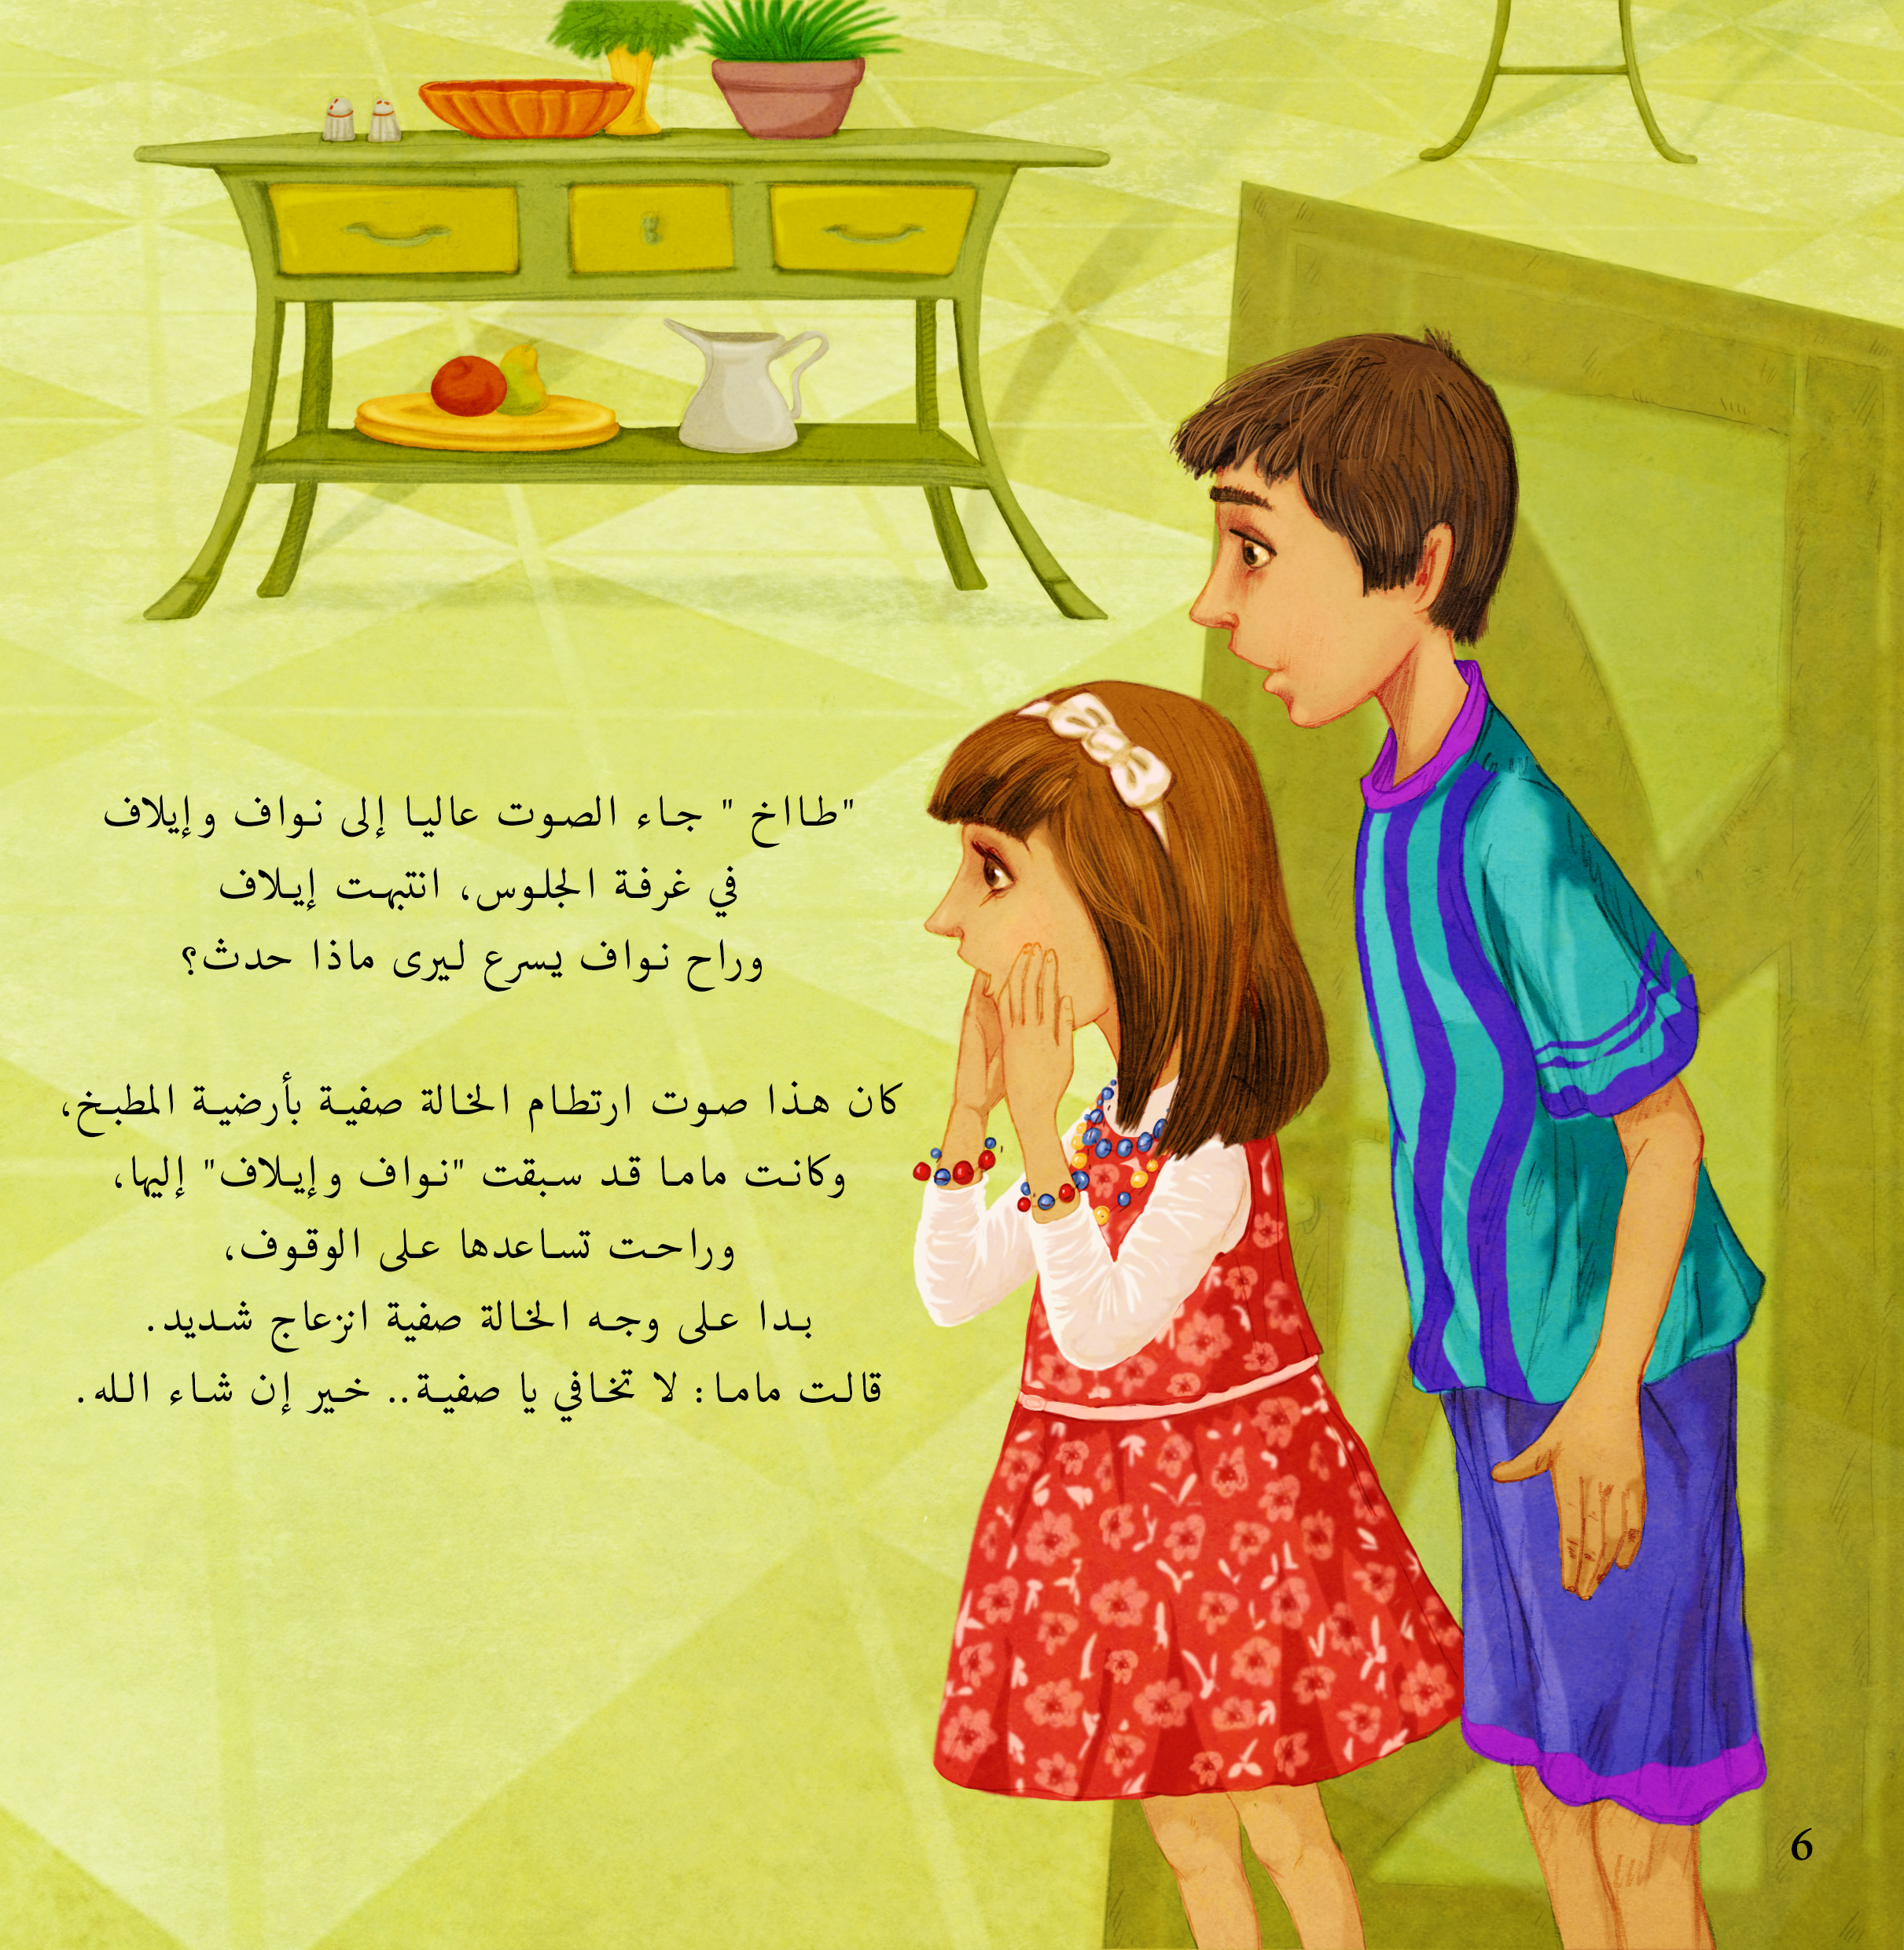 "طااخ " جاء الصوت عاليا إلى نواف وإيلاف
في غرفة الجلوس، انتبهت إيلاف
وراح نواف يسرع ليرى ماذا حدث؟
كان هذا صوت ارتطام الخالة صفية بأرضية المطبخ،
وكانت ماما قد سبقت "نواف وإيلاف" إليها،
وراحت تساعدها على الوقوف،
بدا على وجه الخالة صفية انزعاج شديد.
قالت ماما: لا تخافي يا صفية.. خير إن شاء الله.
6